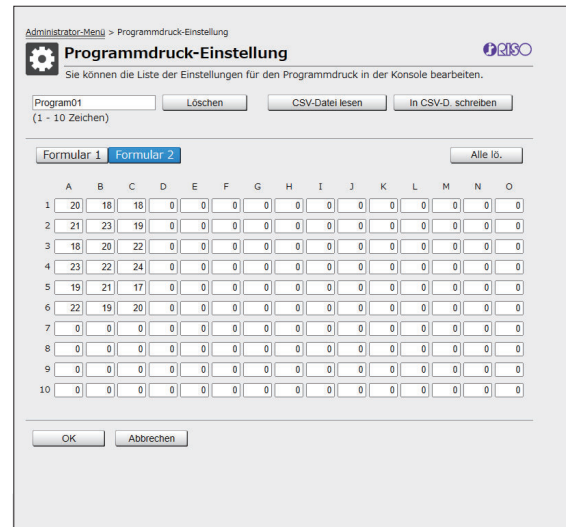 Administrator-Menü > Programmdruck-Einstellung
Programmdruck-Einstellung
RISO
Sie können die Liste der Einstellungen für den Programmdruck in der Konsole bearbeiten.
Program01 Löschen CSV-Datei lesen In CSV-D. schreiben
(1 - 10 Zeichen)
Formular 1 Formular 2 Alle lö.
A B C D E F G H I J K L M N O
1 20 18 18 0 0 0 0 0 0 0 0 0 0 0 0
2 21 23 19 0 0 0 0 0 0 0 0 0 0 0 0
3 18 20 22 0 0 0 0 0 0 0 0 0 0 0 0
4 23 22 24 0 0 0 0 0 0 0 0 0 0 0 0
5 19 21 17 0 0 0 0 0 0 0 0 0 0 0 0
6 22 19 20 0 0 0 0 0 0 0 0 0 0 0 0
7 0 0 0 0 0 0 0 0 0 0 0 0 0 0 0
8 0 0 0 0 0 0 0 0 0 0 0 0 0 0 0
9 0 0 0 0 0 0 0 0 0 0 0 0 0 0 0
10 0 0 0 0 0 0 0 0 0 0 0 0 0 0 0
OK Abbrechen